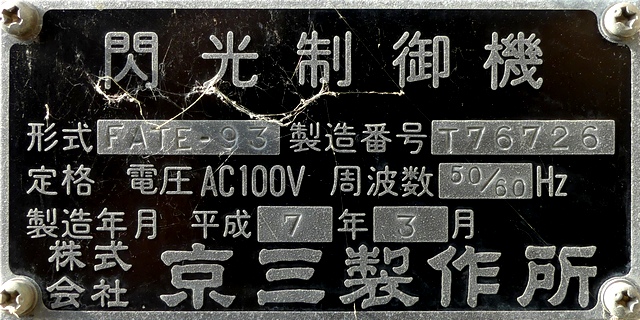 閃光制御機
形式 FATE-93 製造番号 T76726
定格 電圧 AC100V 周波数 50/60 Hz
製造年月 平成 7 年 3 月
株式会社 京三製作所